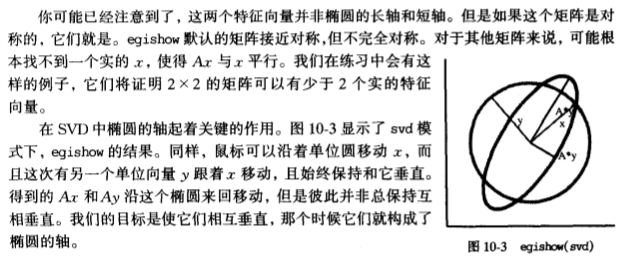 你可能已经注意到了，这两个特征向量并非椭圆的长轴和短轴。但是如果这个矩阵是对
称的，它们就是。egishow 默认的矩阵接近对称，但不完全对称。对于其他矩阵来说，可能根
本找不到一个实的 x，使得 Ax 与 x 平行。我们在练习中会有这
样的例子，它们将证明 2×2 的矩阵可以有少于 2 个实的特征
向量。
在 SVD 中椭圆的轴起着关键的作用。图 10-3 显示了 svd 模
式下，egishow 的结果。同样，鼠标可以沿着单位圆移动 x，而
且这次有另一个单位向量 y 跟着 x 移动，且始终保持和它垂直。
得到的 Ax 和 Ay 沿这个椭圆来回移动，但是彼此并非总保持互
相垂直。我们的目标是使它们相互垂直，那个时候它们就构成了
椭圆的轴。
y
x
A*y
图 10-3 egishow(svd)